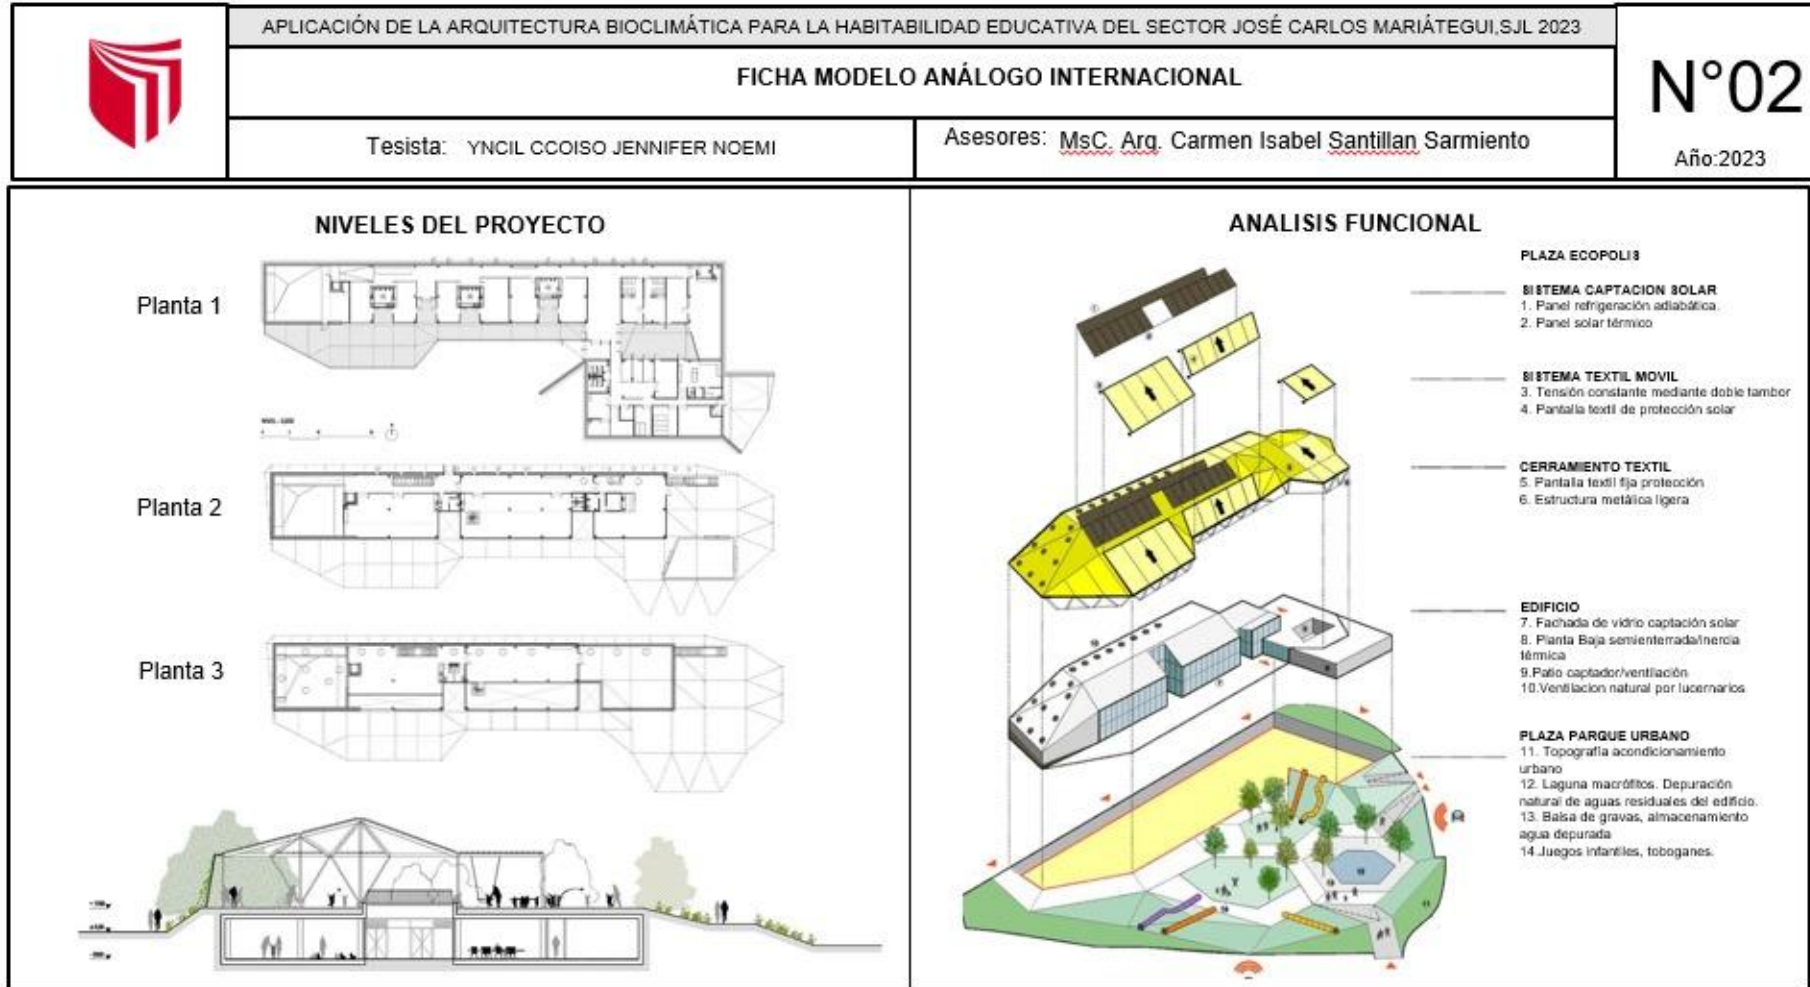 APLICACIÓN DE LA ARQUITECTURA BIOCLIMÁTICA PARA LA HABITABILIDAD EDUCATIVA DEL SECTOR JOSÉ CARLOS MARIÁTEGUI,SJL 2023
FICHA MODELO ANÁLOGO INTERNACIONAL
Tesista: YNCIL CCOISO JENNIFER NOEMI
Asesores: MsC. Arq. Carmen Isabel Santillan Sarmiento
N°02
Año:2023
NIVELES DEL PROYECTO
Planta 1
Planta 2
Planta 3
ANALISIS FUNCIONAL
PLAZA ECOPOLIS
SISTEMA CAPTACION SOLAR
1. Panel refrigeración adiabática.
2. Panel solar térmico
SISTEMA TEXTIL MOVIL
3. Tensión constante mediante doble tambor
4. Pantalla textil de protección solar
CERRAMIENTO TEXTIL
5. Pantalla textil fija protección
6. Estructura metálica ligera
EDIFICIO
7. Fachada de vidrio captación solar
8. Planta Baja semienterrada/inercia
térmica
9.Patio captador/ventilación
10.Ventilacion natural por lucernarios
PLAZA PARQUE URBANO
11. Topografía acondicionamiento
urbano
12. Laguna macrófitos. Depuración
natural de aguas residuales del edificio.
13. Balsa de gravas, almacenamiento
agua depurada
14.Juegos infantiles, toboganes.